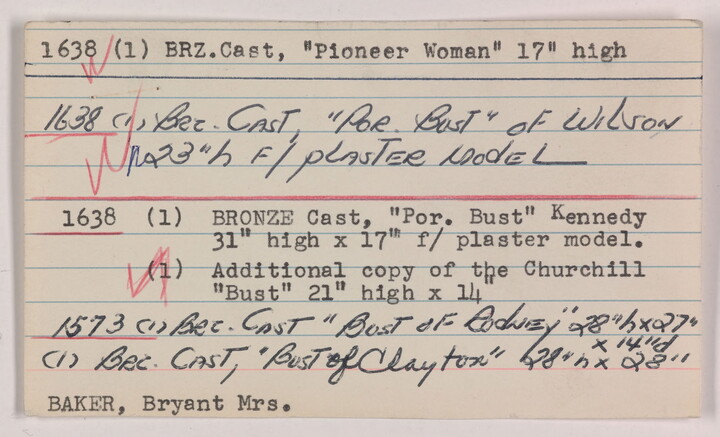 1638 (1) BRZ.Cast, "Pioneer Woman" 17" high
1638 (1) Brz. Cast, "Por. Bust" of Wilson
23"h f/ plaster model
1638 (1) BRONZE Cast, "Por. Bust" Kennedy
31" high x 17" f/ plaster model.
(1) Additional copy of the Churchill
"Bust" 21" high x 14"
1573 (1) Brz. Cast "Bust of Rodney" 28"h x 27"
x 14"d
(1) Brz. Cast, "Bust of Clayton" 28"h x 28"
BAKER, Bryant Mrs.